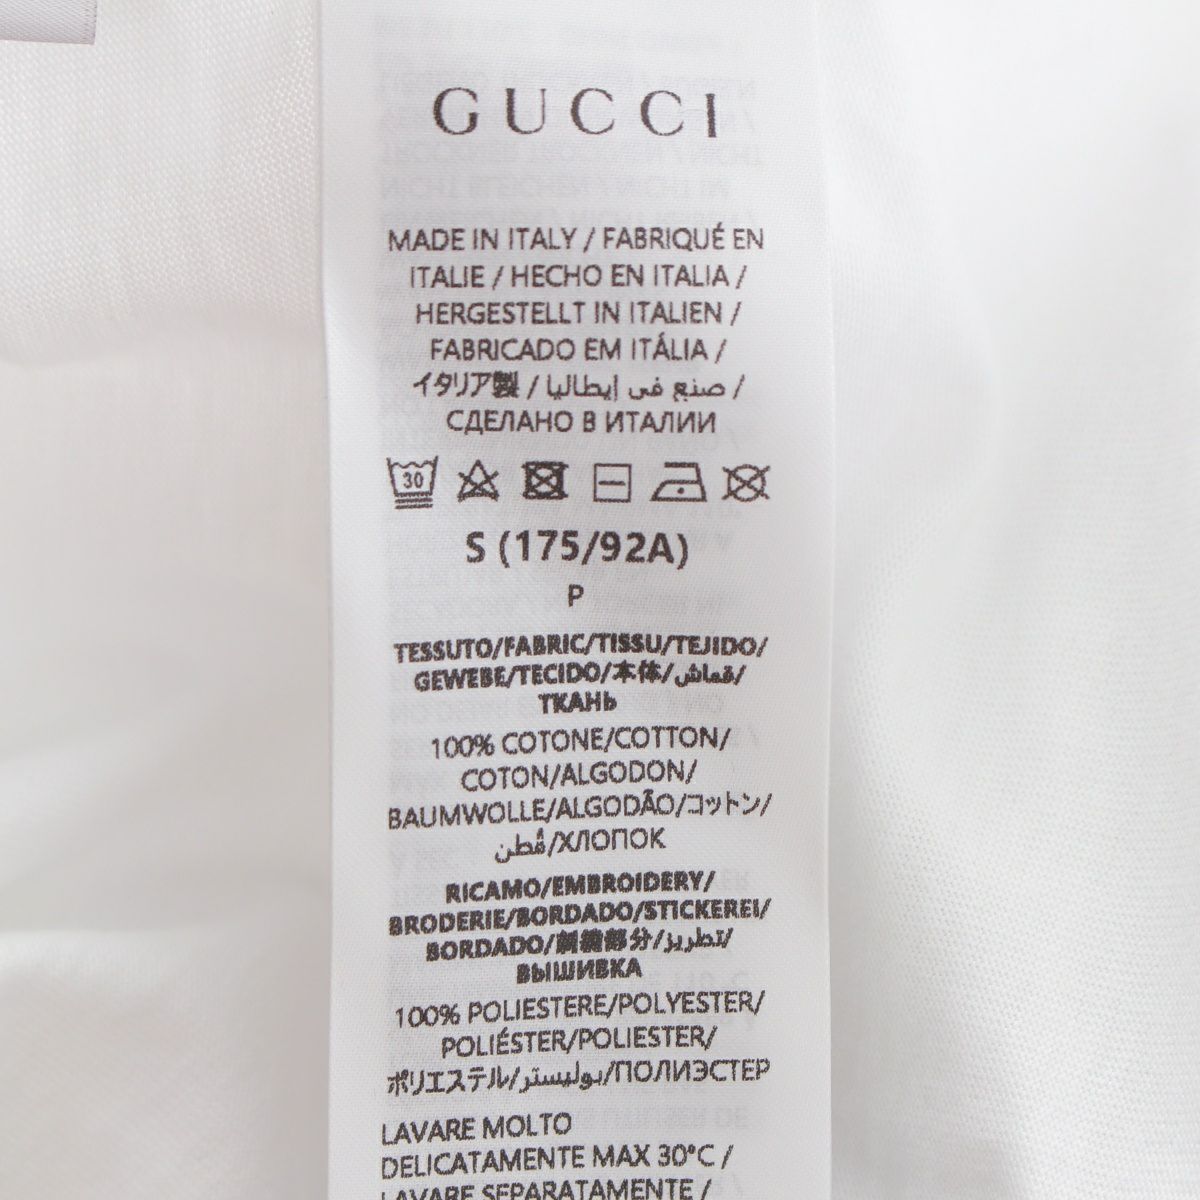 GUCCI
MADE IN ITALY / FABRIQUÉ EN
ITALIE / HECHO EN ITALIA /
HERGESTELLT IN ITALIEN /
FABRICADO EM ITÁLIA /
イタリア製 / صنع في إيطاليا /
СДЕЛАНО В ИТАЛИИ
30
S (175/92A)
P
TESSUTO/FABRIC/TISSU/TEJIDO/
GEWEBE/TECIDO/本体/قماش/
ТКАНЬ
100% COTONE/COTTON/
COTON/ALGODON/
BAUMWOLLE/ALGODÃO/コットン/
قُطن/ХЛОПОК
RICAMO/EMBROIDERY/
BRODERIE/BORDADO/STICKEREI/
BORDADO/刺繍部分/تطريز/
ВЫШИВКА
100% POLIESTERE/POLYESTER/
POLIÉSTER/POLIESTER/
ポリエステル/بوليستر/ПОЛИЭСТЕР
LAVARE MOLTO
DELICATAMENTE MAX 30°C /
LAVARE SEPARATAMENTE /